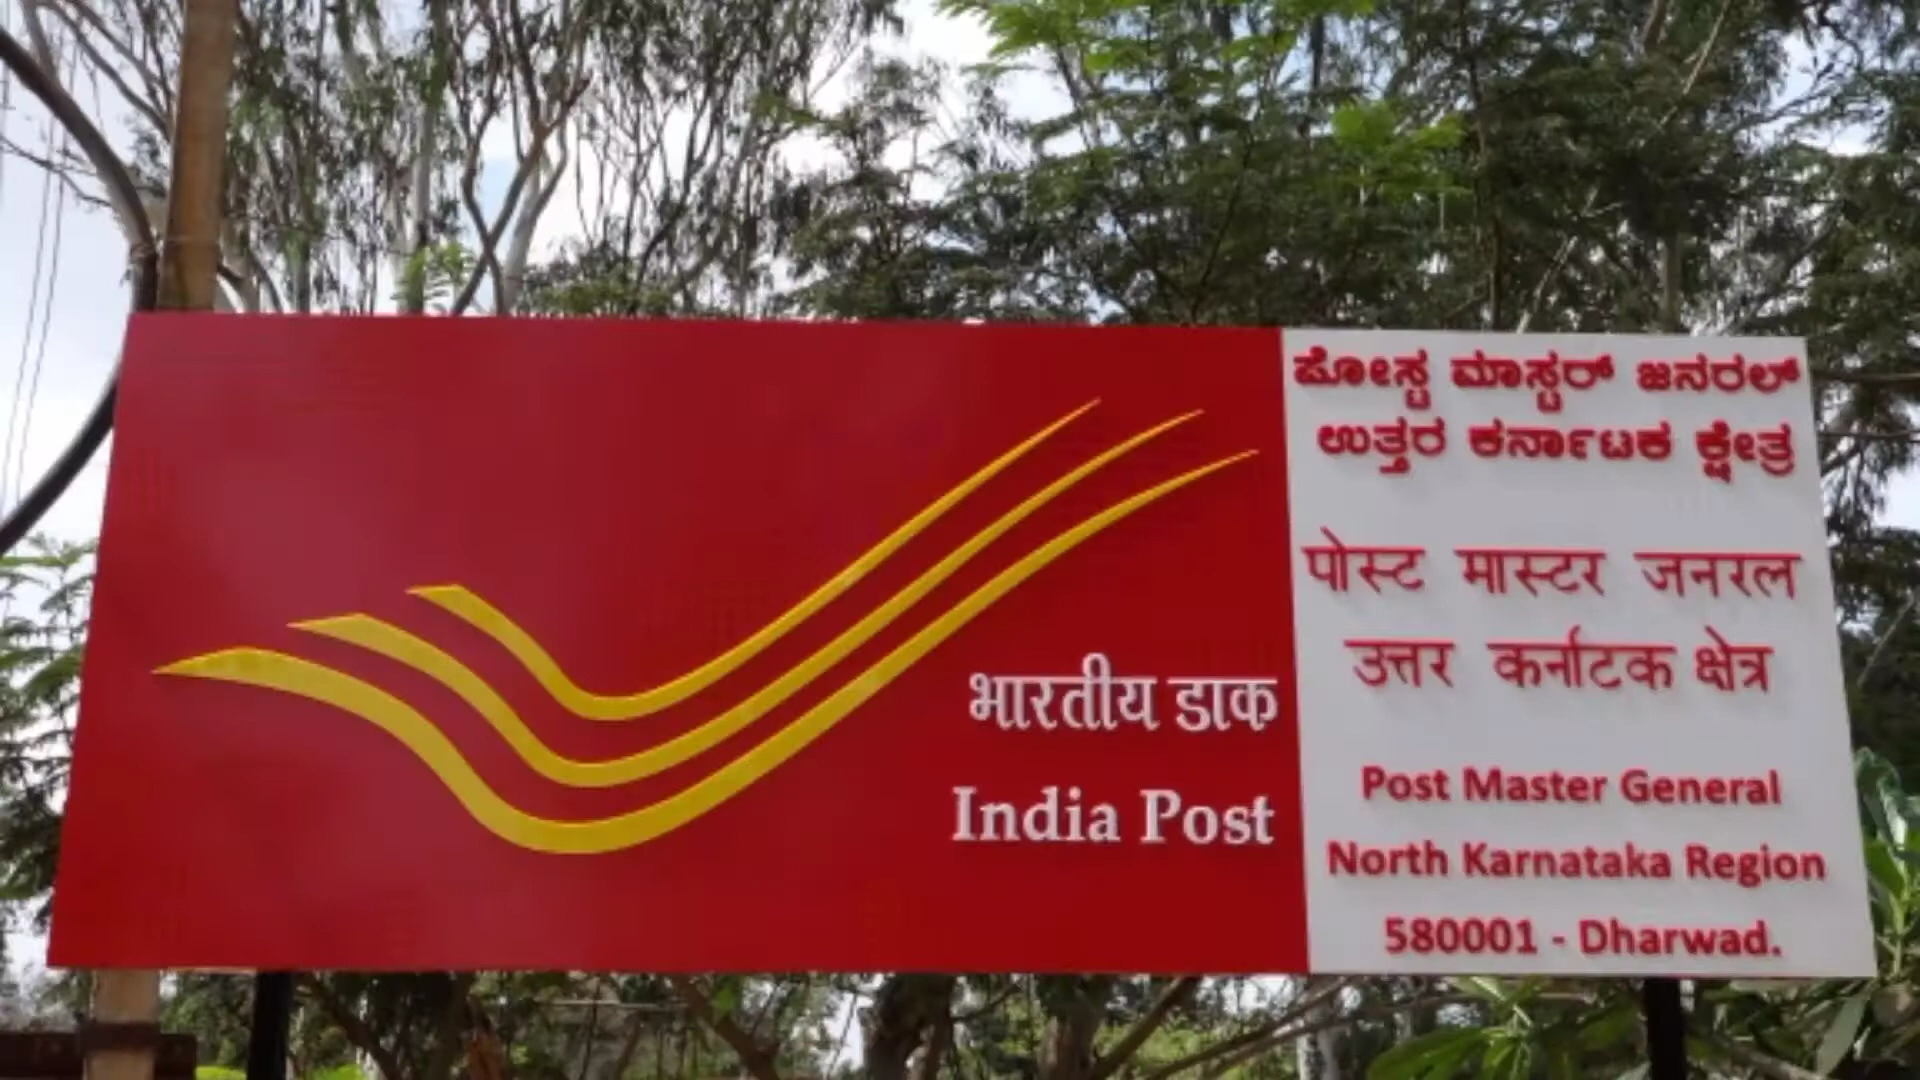 भारतीय डाक
India Post
ಪೋಸ್ಟ ಮಾಸ್ಟರ್ ಜನರಲ್
ಉತ್ತರ ಕರ್ನಾಟಕ ಕ್ಷೇತ್ರ
पोस्ट मास्टर जनरल
उत्तर कर्नाटक क्षेत्र
Post Master General
North Karnataka Region
580001 - Dharwad.